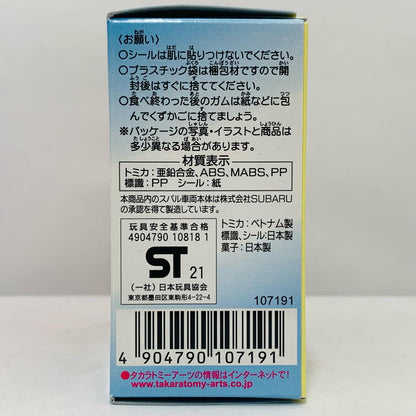 〈お願い〉
○シールは肌に貼りつけないでください。
○プラスチック袋は梱包材ですので開
封後はすぐに捨ててください。
○食べ終わった後のガムは紙などに包
んでくずかごに捨てましょう。
※パッケージの写真・イラストと商品は
多少異なる場合があります。
材質表示
トミカ：亜鉛合金、ABS、MABS、PP
標識：PP シール：紙
本商品内のスバル車両本体は株式会社SUBARU
の承認を得て製造しています。
玩具安全基準合格
4904790 10818 1
ST 21
(一社)日本玩具協会
東京都墨田区東駒形4-22-4
トミカ：ベトナム製
標識、シール：日本製
菓子：日本製
107191
4 904790 107191
●タカラトミーアーツの情報はインターネットで！
www.takaratomy-arts.co.jp